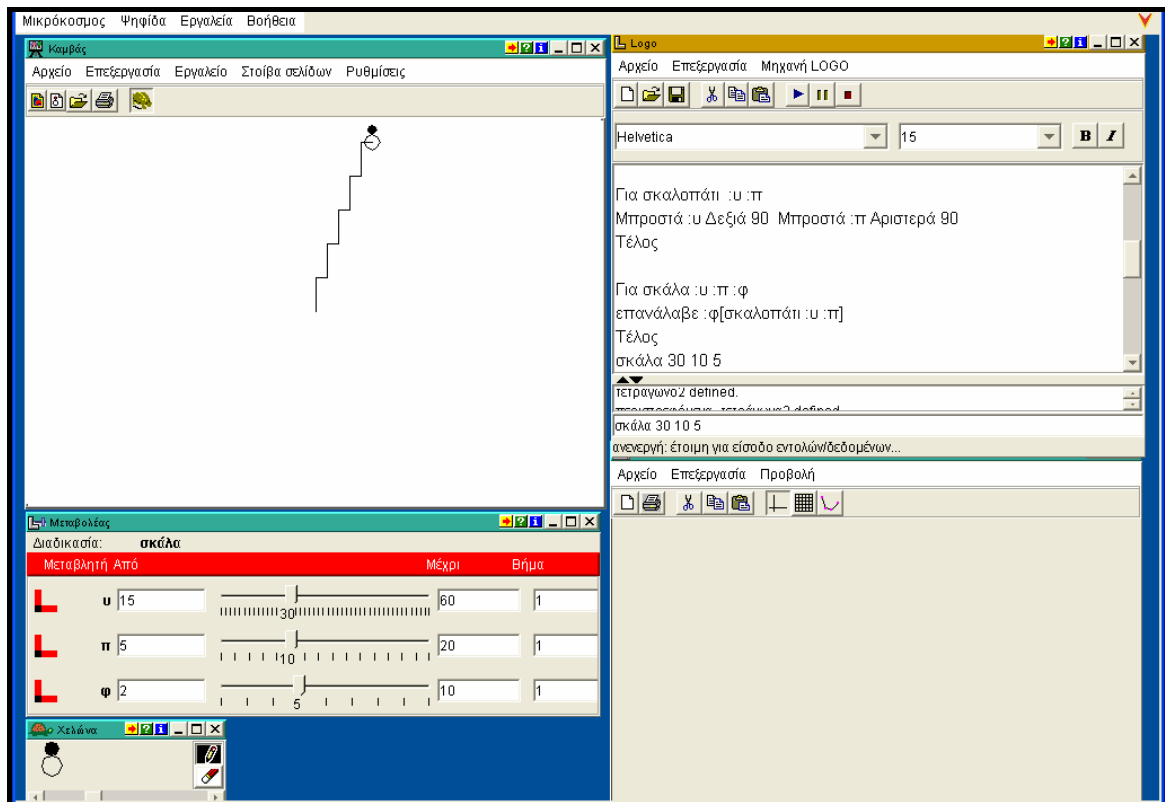 Μικρόκοσμος Ψηφίδα Εργαλεία Βοήθεια
Καμβάς
Αρχείο Επεξεργασία Εργαλείο Στοίβα σελίδων Ρυθμίσεις
Logo
Αρχείο Επεξεργασία Μηχανή LOGO
Helvetica 15 B I
Για σκαλοπάτι :υ :π
Μπροστά :υ Δεξιά 90 Μπροστά :π Αριστερά 90
Τέλος
Για σκάλα :υ :π :φ
επανάλαβε :φ[σκαλοπάτι :υ :π]
Τέλος
σκάλα 30 10 5
τετράγωνο2 defined.
σκάλα 30 10 5
ανενεργή: έτοιμη για είσοδο εντολών/δεδομένων...
Αρχείο Επεξεργασία Προβολή
Μεταβολέας
Διαδικασία: σκάλα
Μεταβλητή Από Μέχρι Βήμα
υ 15 30 60 1
π 5 10 20 1
φ 2 5 10 1
Χελώνα